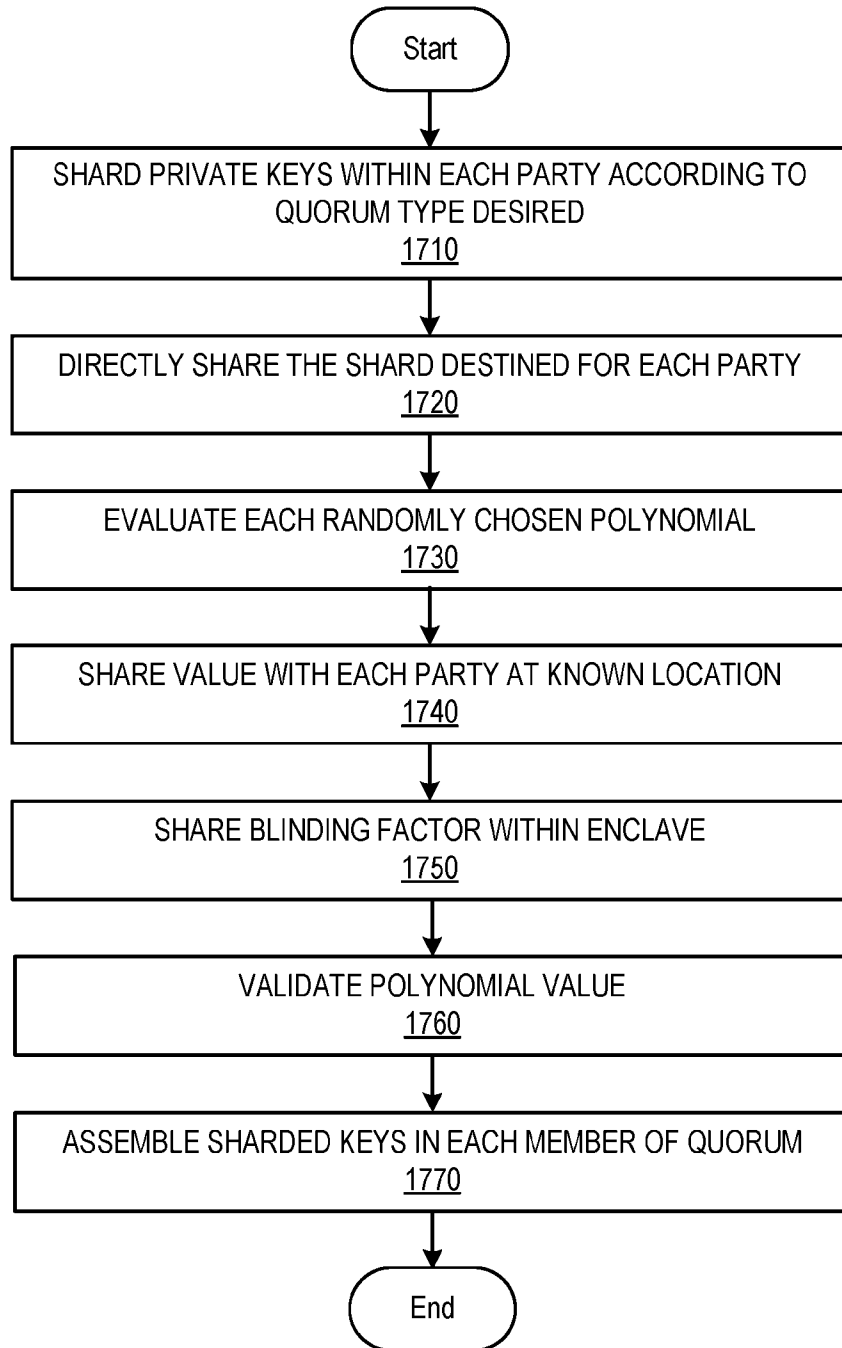 Start
SHARD PRIVATE KEYS WITHIN EACH PARTY ACCORDING TO
QUORUM TYPE DESIRED
1710
DIRECTLY SHARE THE SHARD DESTINED FOR EACH PARTY
1720
EVALUATE EACH RANDOMLY CHOSEN POLYNOMIAL
1730
SHARE VALUE WITH EACH PARTY AT KNOWN LOCATION
1740
SHARE BLINDING FACTOR WITHIN ENCLAVE
1750
VALIDATE POLYNOMIAL VALUE
1760
ASSEMBLE SHARDED KEYS IN EACH MEMBER OF QUORUM
1770
End